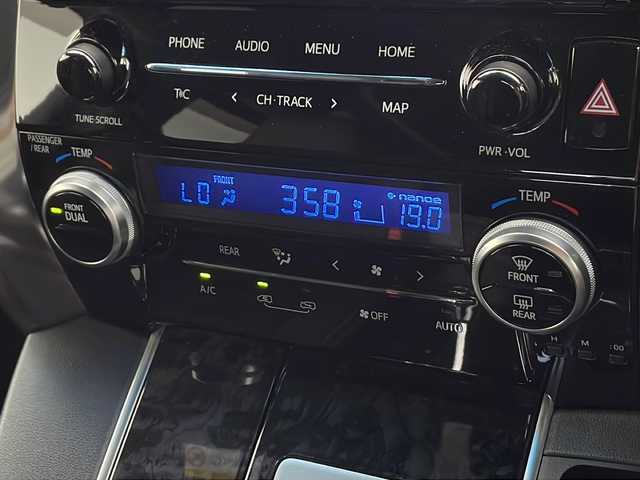 PHONE AUDIO MENU HOME
T C < CH·TRACK > MAP
TUNE·SCROLL
PWR·VOL
PASSENGER
/REAR
TEMP
FRONT
DUAL
FRONT
LO 358 nanoe 19.0
TEMP
FRONT
REAR
REAR < >
A/C OFF AUTO
H M :00